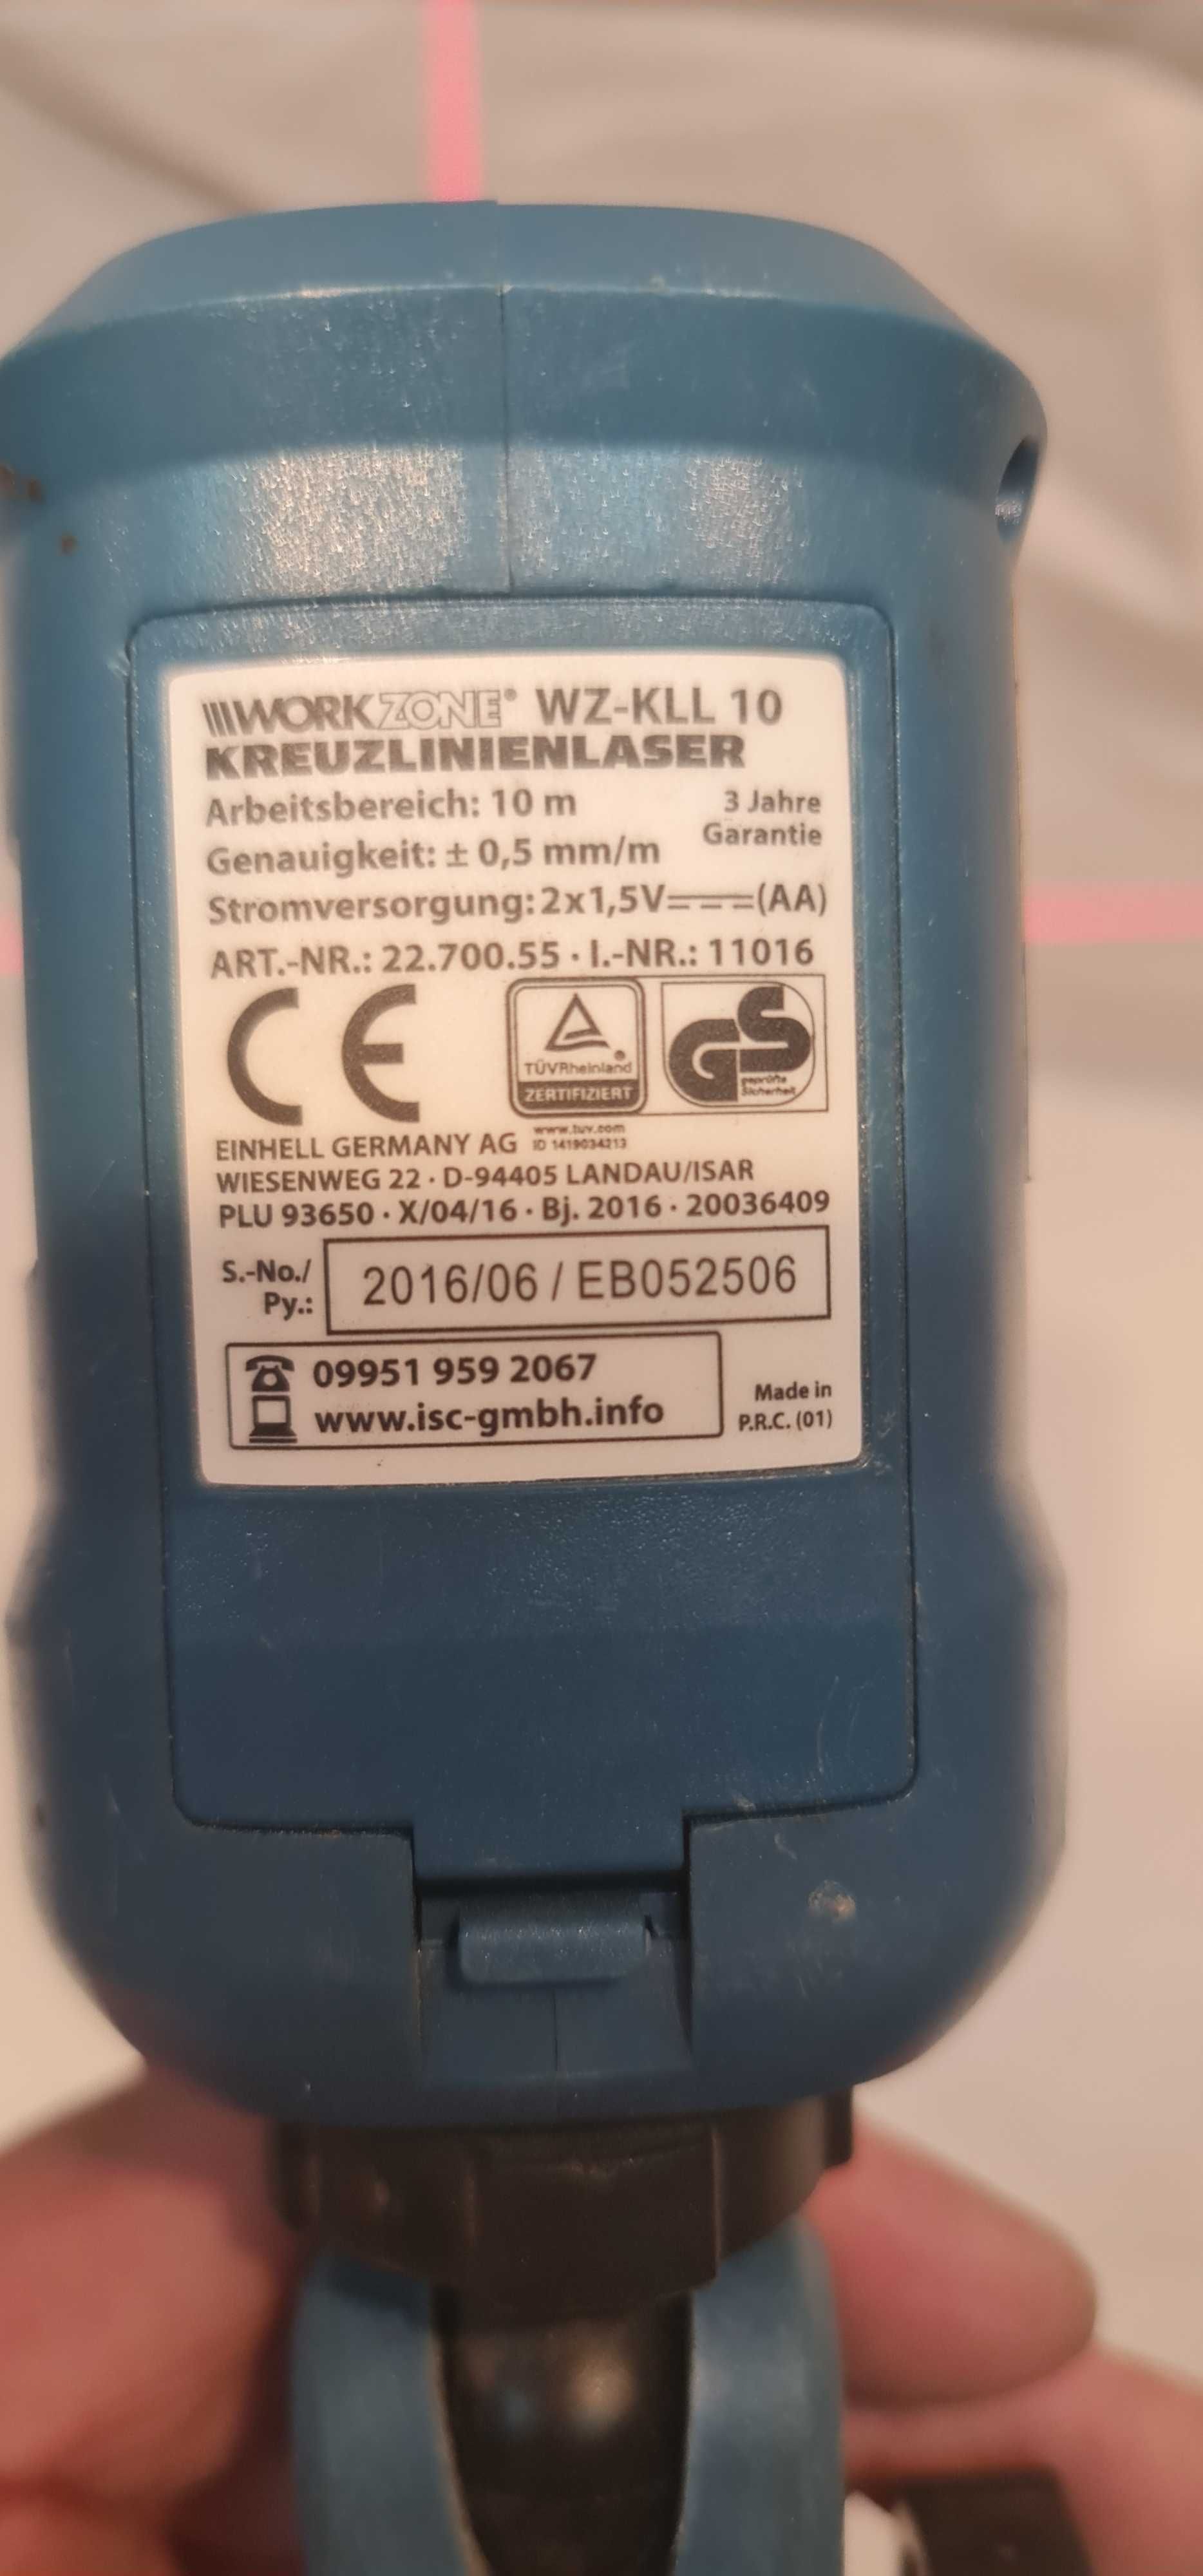 WORKZONE® WZ-KLL 10
KREUZLINIENLASER
Arbeitsbereich: 10 m
3 Jahre
Garantie
Genauigkeit: ± 0,5 mm/m
Stromversorgung: 2x1,5V⎓(AA)
ART.-NR.: 22.700.55 · I.-NR.: 11016
CE
TÜVRheinland
ZERTIFIZIERT
www.tuv.com
ID 1419034213
GS
geprüfte
Sicherheit
EINHELL GERMANY AG
WIESENWEG 22 · D-94405 LANDAU/ISAR
PLU 93650 · X/04/16 · Bj. 2016 · 20036409
S.-No./
Py.:
2016/06 / EB052506
09951 959 2067
www.isc-gmbh.info
Made in
P.R.C. (01)